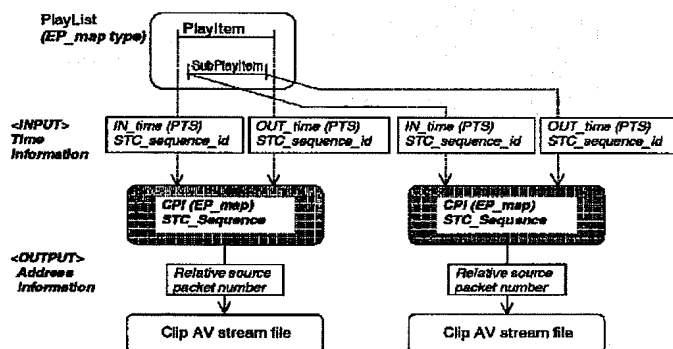 PlayList
(EP_map type)
PlayItem
SubPlayItem
<INPUT>
Time
Information
IN_time (PTS)
STC_sequence_id
OUT_time (PTS)
STC_sequence_id
IN_time (PTS)
STC_sequence_id
OUT_time (PTS)
STC_sequence_id
CPI (EP_map)
STC_Sequence
CPI (EP_map)
STC_Sequence
<OUTPUT>
Address
Information
Relative source
packet number
Relative source
packet number
Clip AV stream file
Clip AV stream file